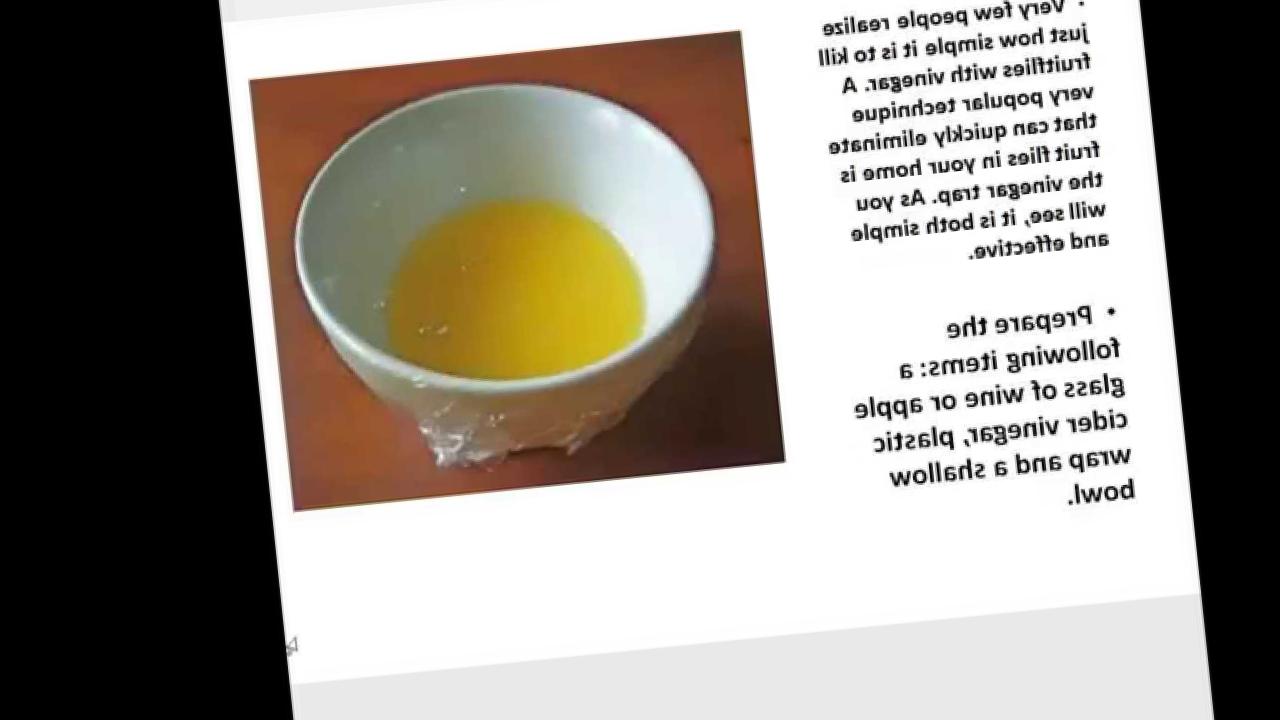 • Very few people realize
just how simple it is to kill
fruitflies with vinegar. A
very popular technique
that can quickly eliminate
fruit flies in your home is
the vinegar trap. As you
will see, it is both simple
and effective.
• Prepare the
following items: a
glass of wine or apple
cider vinegar, plastic
wrap and a shallow
bowl.